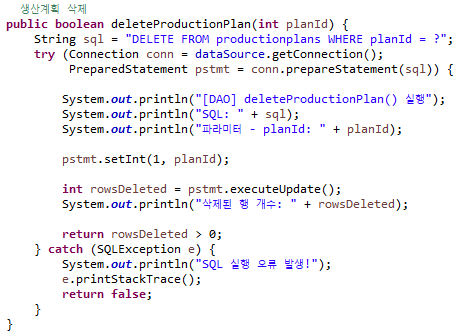 생산계획 삭제
public boolean deleteProductionPlan(int planId) {
    String sql = "DELETE FROM productionplans WHERE planId = ?";
    try (Connection conn = dataSource.getConnection();
         PreparedStatement pstmt = conn.prepareStatement(sql)) {

        System.out.println("[DAO] deleteProductionPlan() 실행");
        System.out.println("SQL: " + sql);
        System.out.println("파라미터 - planId: " + planId);

        pstmt.setInt(1, planId);

        int rowsDeleted = pstmt.executeUpdate();
        System.out.println("삭제된 행 개수: " + rowsDeleted);

        return rowsDeleted > 0;
    } catch (SQLException e) {
        System.out.println("SQL 실행 오류 발생!");
        e.printStackTrace();
        return false;
    }
}